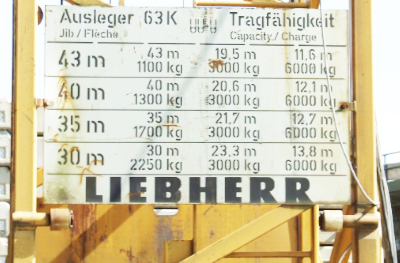 Ausleger 63K Tragfähigkeit
Jib / Flèche Capacity / Charge
43 m 43 m 19,5 m 11,6 m
1100 kg 3000 kg 6000 kg
40 m 40 m 20,6 m 12,1 m
1300 kg 3000 kg 6000 kg
35 m 35 m 21,7 m 12,7 m
1700 kg 3000 kg 6000 kg
30 m 30 m 23,3 m 13,8 m
2250 kg 3000 kg 6000 kg
LIEBHERR